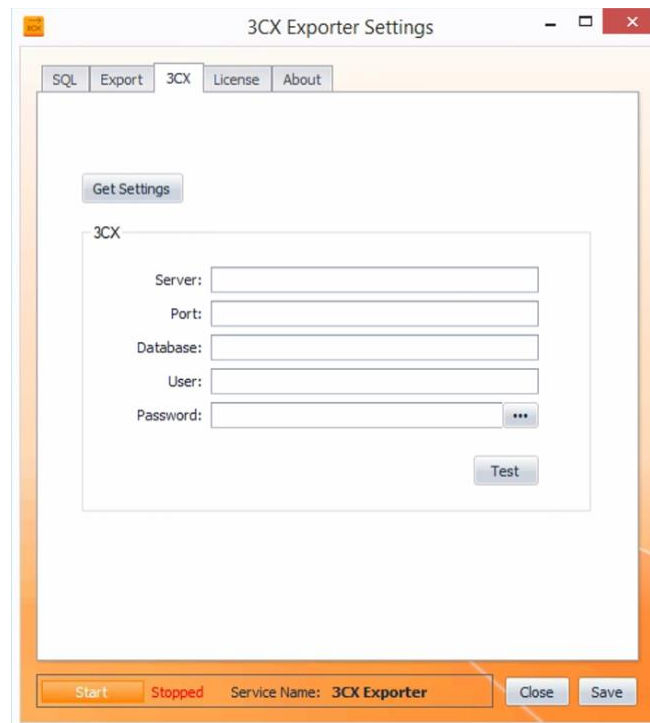 3CX Exporter Settings
SQL Export 3CX License About
Get Settings
3CX
Server:
Port:
Database:
User:
Password: ...
Test
Start Stopped Service Name: 3CX Exporter Close Save